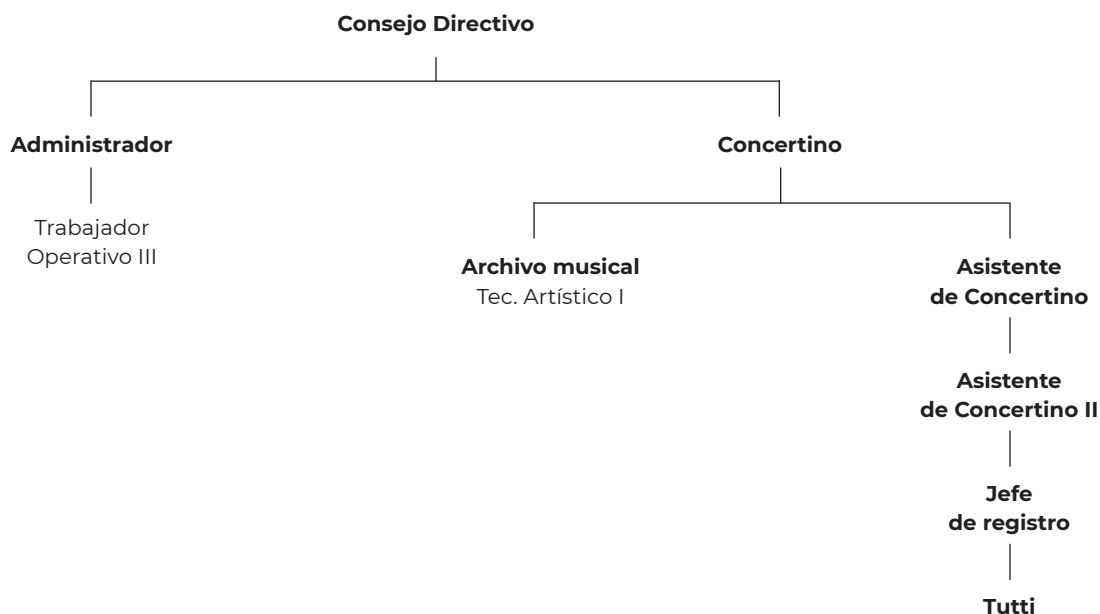 Consejo Directivo
Administrador
Concertino
Trabajador
Operativo III
Archivo musical
Tec. Artístico I
Asistente
de Concertino
Asistente
de Concertino II
Jefe
de registro
Tutti